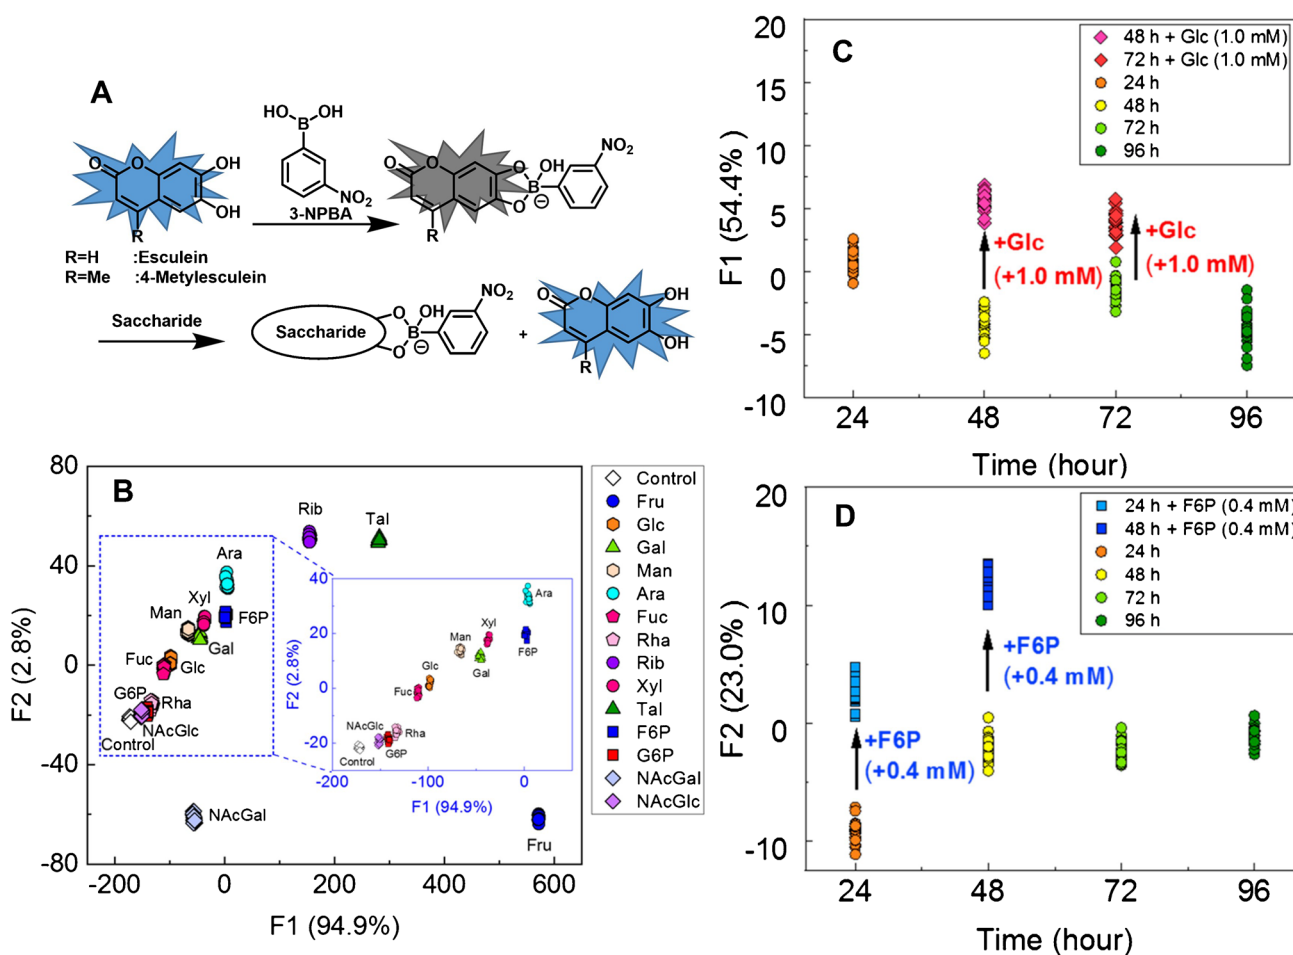 A
HO OH
B
NO₂
3-NPBA
O
O
OH
OH
R
R=H :Esculein
R=Me :4-Metylesculein
O
O
O
O
OH
B
⊖
NO₂
R
Saccharide
Saccharide
O
O
OH
B
⊖
NO₂
+
O
O
OH
OH
R
B
80
40
0
-40
-80
F2 (2.8%)
-200
0
200
400
600
F1 (94.9%)
Rib
Tal
Ara
Xyl
Man
F6P
Gal
Fuc
Glc
G6P
Rha
NAcGlc
Control
NAcGal
Fru
40
20
0
-20
F2 (2.8%)
-200
-100
0
F1 (94.9%)
Ara
Xyl
Man
F6P
Gal
Glc
Fuc
NAcGlc
Rha
G6P
Control
Control
Fru
Glc
Gal
Man
Ara
Fuc
Rha
Rib
Xyl
Tal
F6P
G6P
NAcGal
NAcGlc
C
20
15
10
5
0
-5
-10
F1 (54.4%)
24
48
72
96
Time (hour)
48 h + Glc (1.0 mM)
72 h + Glc (1.0 mM)
24 h
48 h
72 h
96 h
+Glc
(+1.0 mM)
+Glc
(+1.0 mM)
D
20
10
0
-10
F2 (23.0%)
24
48
72
96
Time (hour)
24 h + F6P (0.4 mM)
48 h + F6P (0.4 mM)
24 h
48 h
72 h
96 h
+F6P
(+0.4 mM)
+F6P
(+0.4 mM)